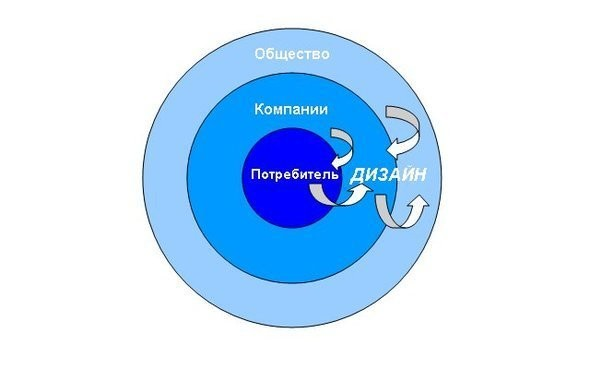 Общество
Компании
Потребитель
ДИЗАЙН